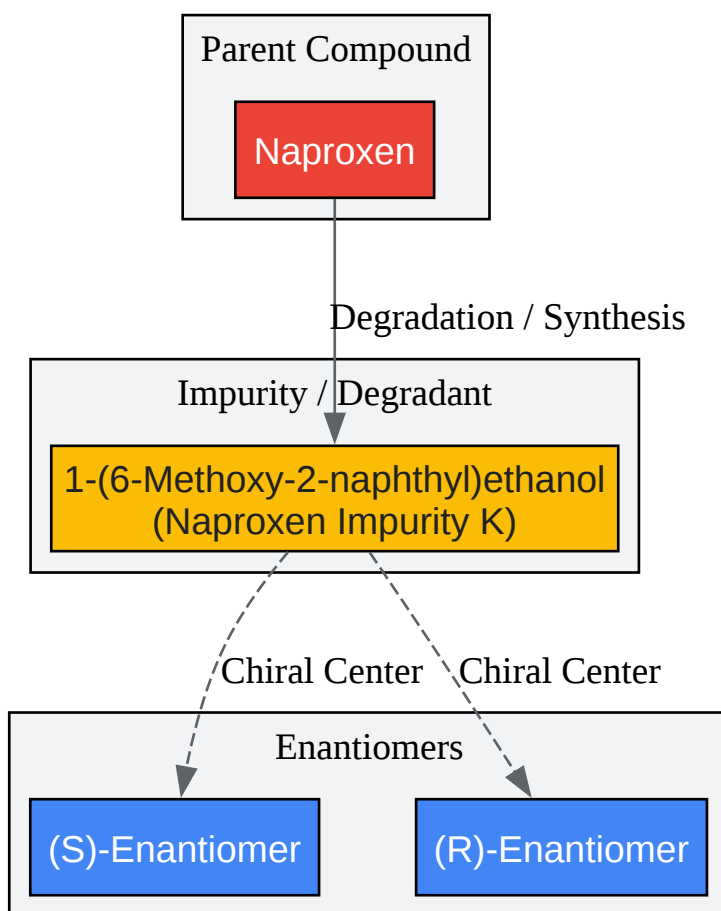 Parent Compound
Naproxen
Degradation / Synthesis
Impurity / Degradant
1-(6-Methoxy-2-naphthyl)ethanol
(Naproxen Impurity K)
Chiral Center
Chiral Center
Enantiomers
(S)-Enantiomer
(R)-Enantiomer